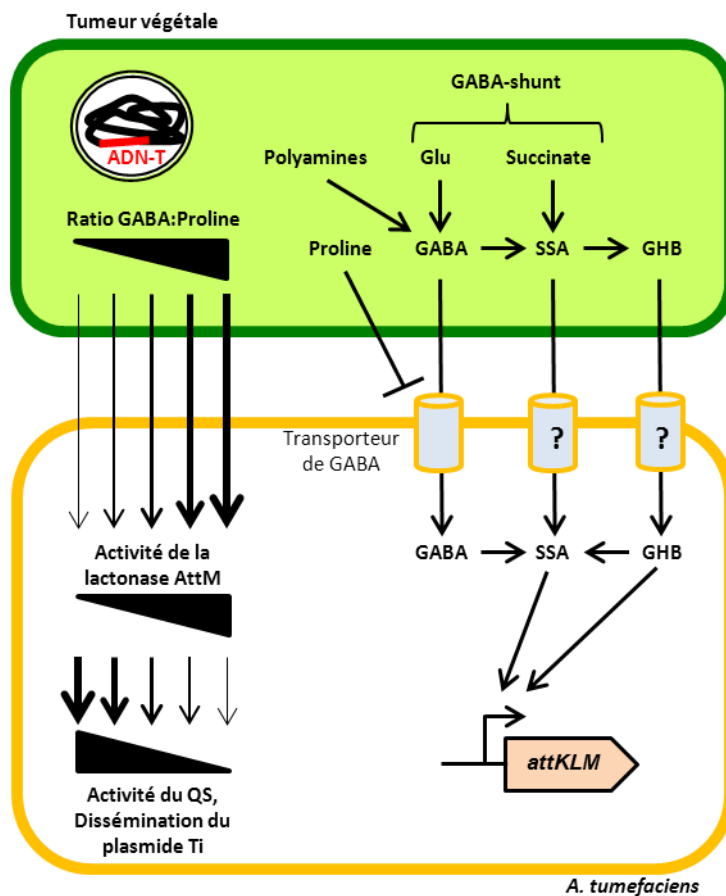 Tumeur végétale
GABA-shunt
ADN-T
Polyamines Glu Succinate
Ratio GABA:Proline
Proline GABA SSA GHB
Transporteur
de GABA
? ?
GABA SSA GHB
Activité de la
lactonase AttM
attKLM
Activité du QS,
Dissémination du
plasmide Ti
A. tumefaciens